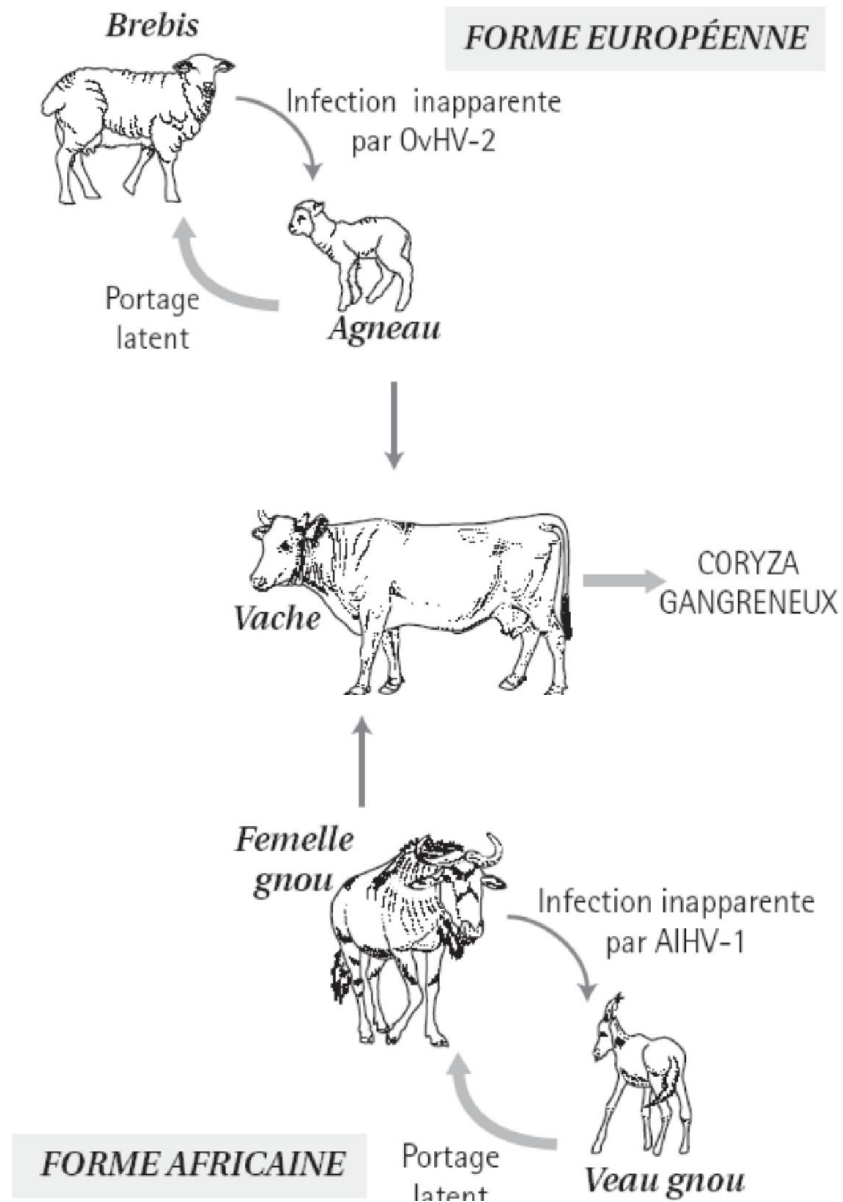 Brebis
FORME EUROPÉENNE
Infection inapparente
par OvHV-2
Portage
latent
Agneau
Vache
CORYZA
GANGRENEUX
Femelle
gnou
Infection inapparente
par AlHV-1
FORME AFRICAINE
Portage
latent
Veau gnou